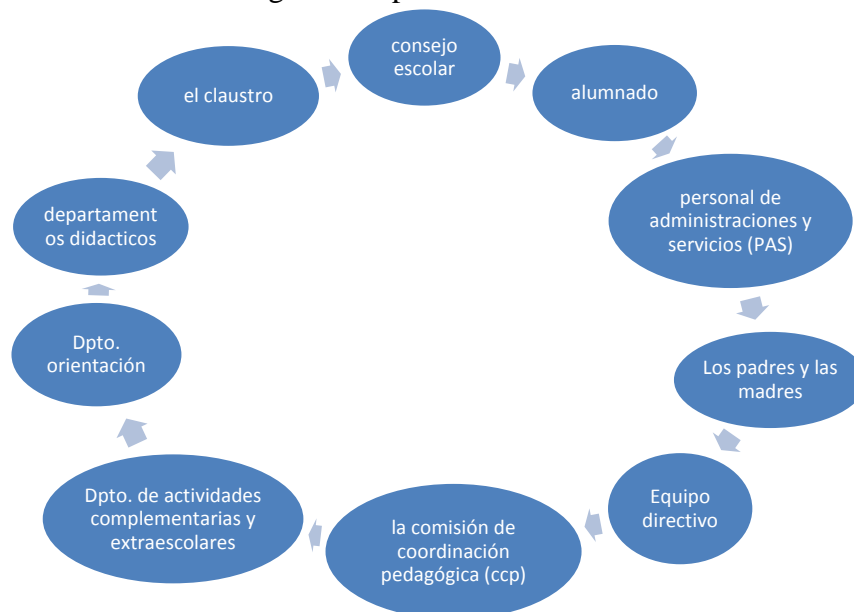 consejo
escolar
alumnado
personal de
administraciones y
servicios (PAS)
Los padres y las
madres
Equipo
directivo
la comisión de
coordinación
pedagógica (ccp)
Dpto. de actividades
complementarias y
extraescolares
Dpto.
orientación
departament
os didacticos
el claustro